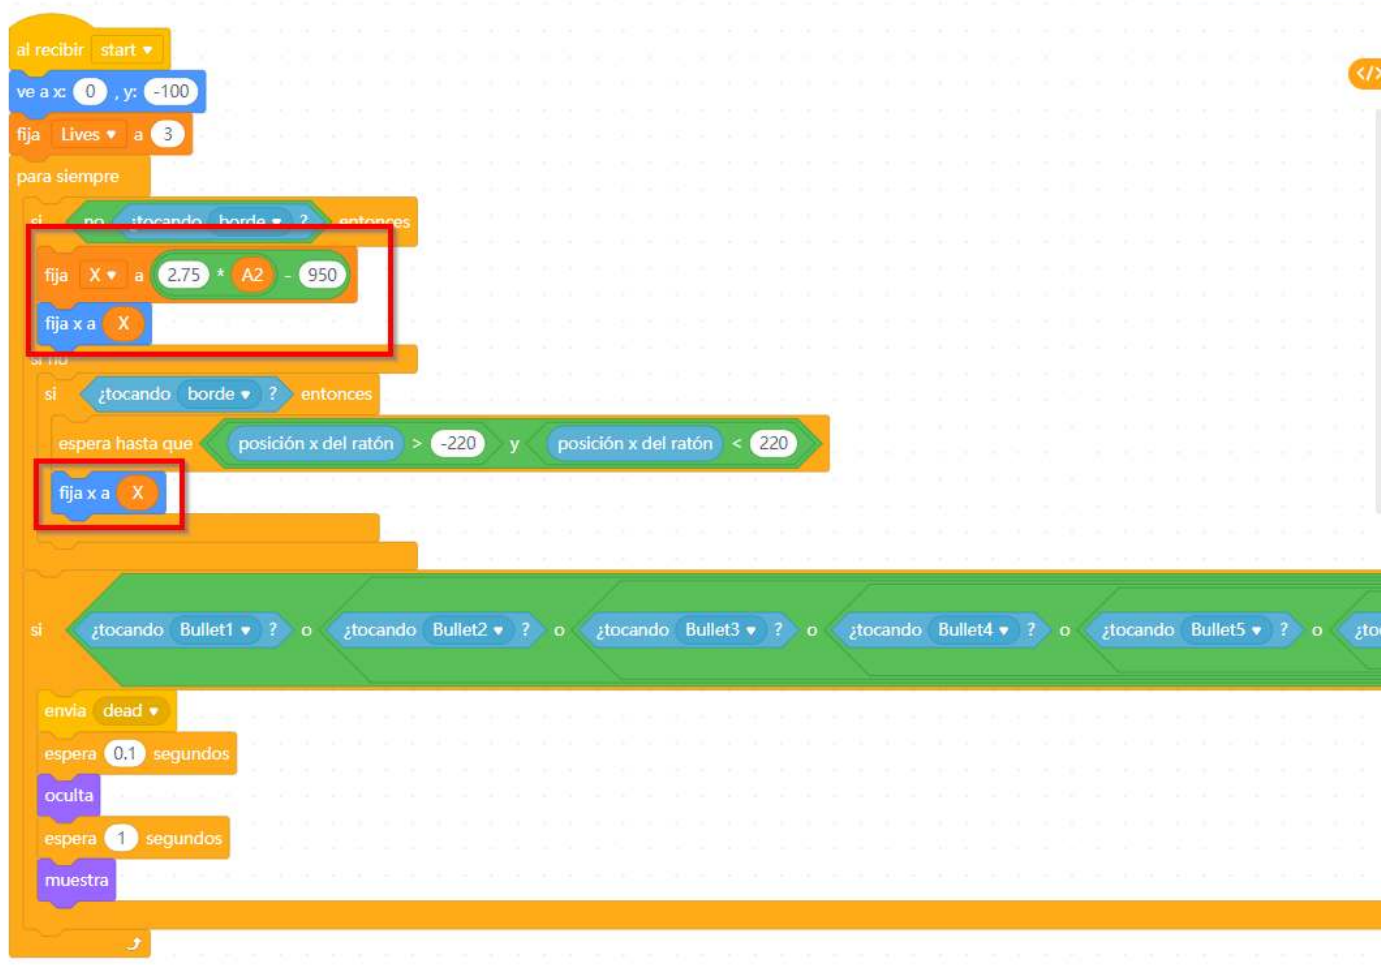 al recibir start
ve a x: 0 , y: -100
fija Lives a 3
para siempre
si no ¿tocando borde ? entonces
fija X a 2.75 * A2 - 950
fija x a X
si no
si ¿tocando borde ? entonces
espera hasta que posición x del ratón > -220 y posición x del ratón < 220
fija x a X
si ¿tocando Bullet1 ? o ¿tocando Bullet2 ? o ¿tocando Bullet3 ? o ¿tocando Bullet4 ? o ¿tocando Bullet5 ? o ¿to
envia dead
espera 0.1 segundos
oculta
espera 1 segundos
muestra